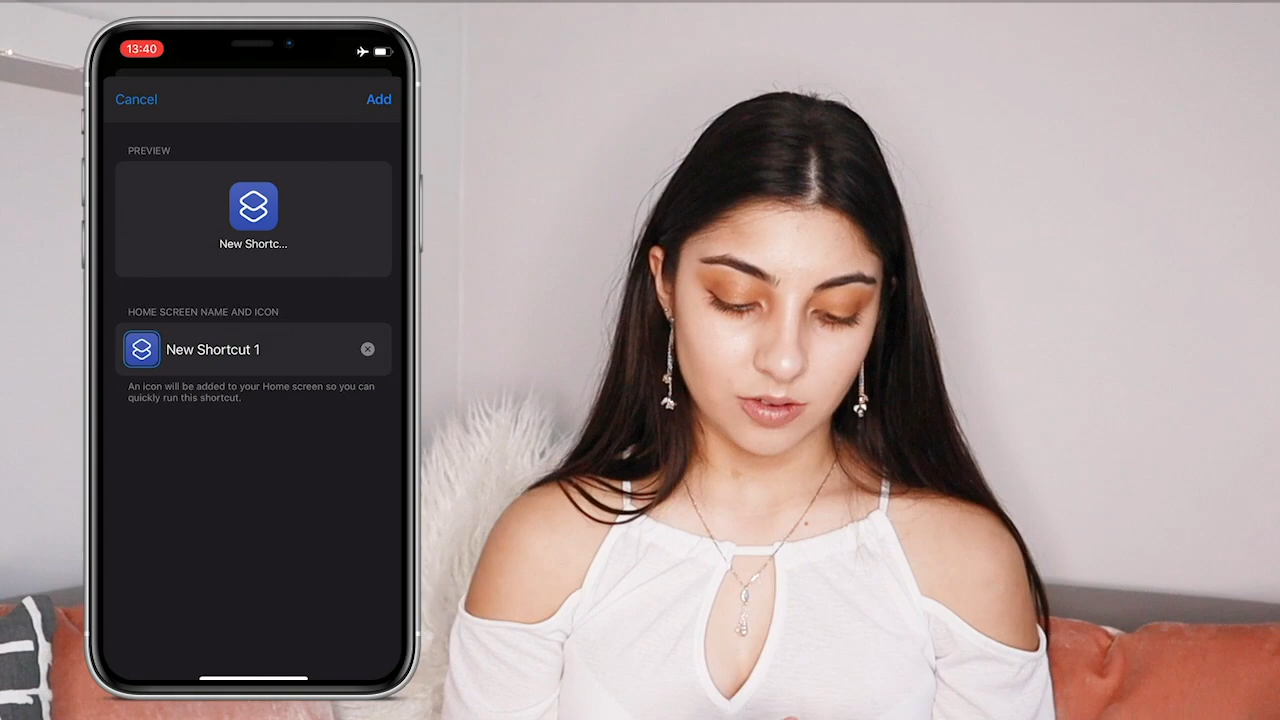 13:40
Cancel
Add
PREVIEW
New Shortc...
HOME SCREEN NAME AND ICON
New Shortcut 1
An icon will be added to your Home screen so you can
quickly run this shortcut.